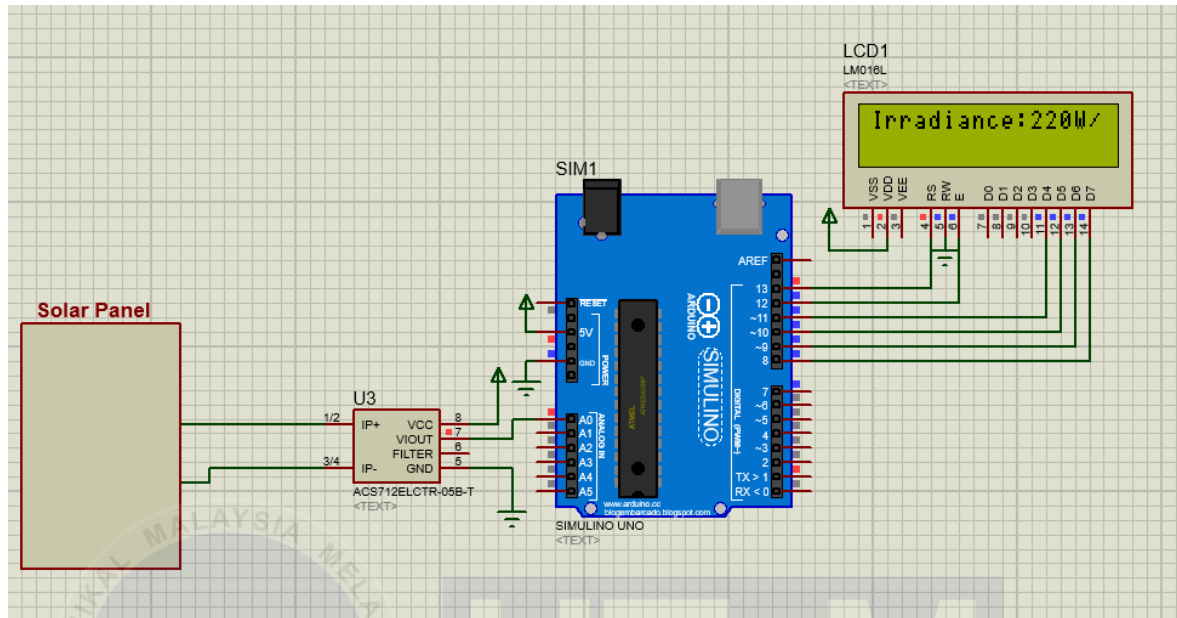 LCD1
LM016L
<TEXT>
Irradiance:220W/
VSS
VDD
VEE
RS
RW
E
D0
D1
D2
D3
D4
D5
D6
D7
1
2
3
4
5
6
7
8
9
10
11
12
13
14
SIM1
AREF
13
12
~11
~10
~9
8
7
~6
~5
4
~3
2
TX > 1
RX < 0
DIGITAL (PWM~)
ARDUINO
SIMULINO
RESET
5V
GND
POWER
A0
A1
A2
A3
A4
A5
ANALOG IN
ATMEL
www.arduino.cc
blogembarcado.blogspot.com
SIMULINO UNO
<TEXT>
Solar Panel
U3
1/2
IP+
3/4
IP-
VCC
8
VIOUT
7
FILTER
6
GND
5
ACS712ELCTR-05B-T
<TEXT>
MALAYSIA